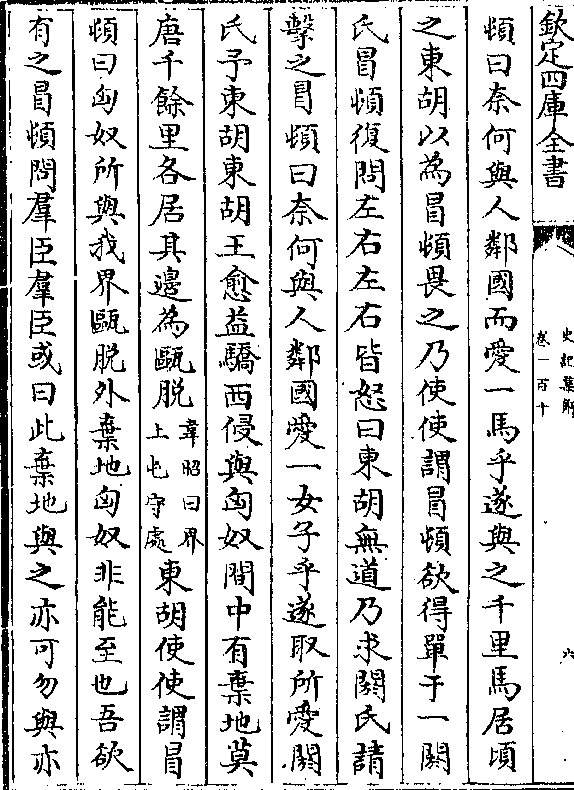 欽定四庫全書
史記集解
卷一百十
六
頓曰奈何與人鄰國而愛一馬乎遂與之千里馬居頃
之東胡以為冒頓畏之乃使使謂冒頓欲得單于一閼
氏冒頓復問左右左右皆怒曰東胡無道乃求閼氏請
擊之冒頓曰奈何與人鄰國愛一女子乎遂取所愛閼
氏予東胡東胡王愈益驕西侵與匈奴間中有棄地莫
居千餘里各居其邊為甌脱韋昭曰界
上屯守處東胡使使謂冒
頓曰匈奴所與我界甌脱外棄地匈奴非能至也吾欲
有之冒頓問羣臣羣臣或曰此棄地與之亦可勿與亦